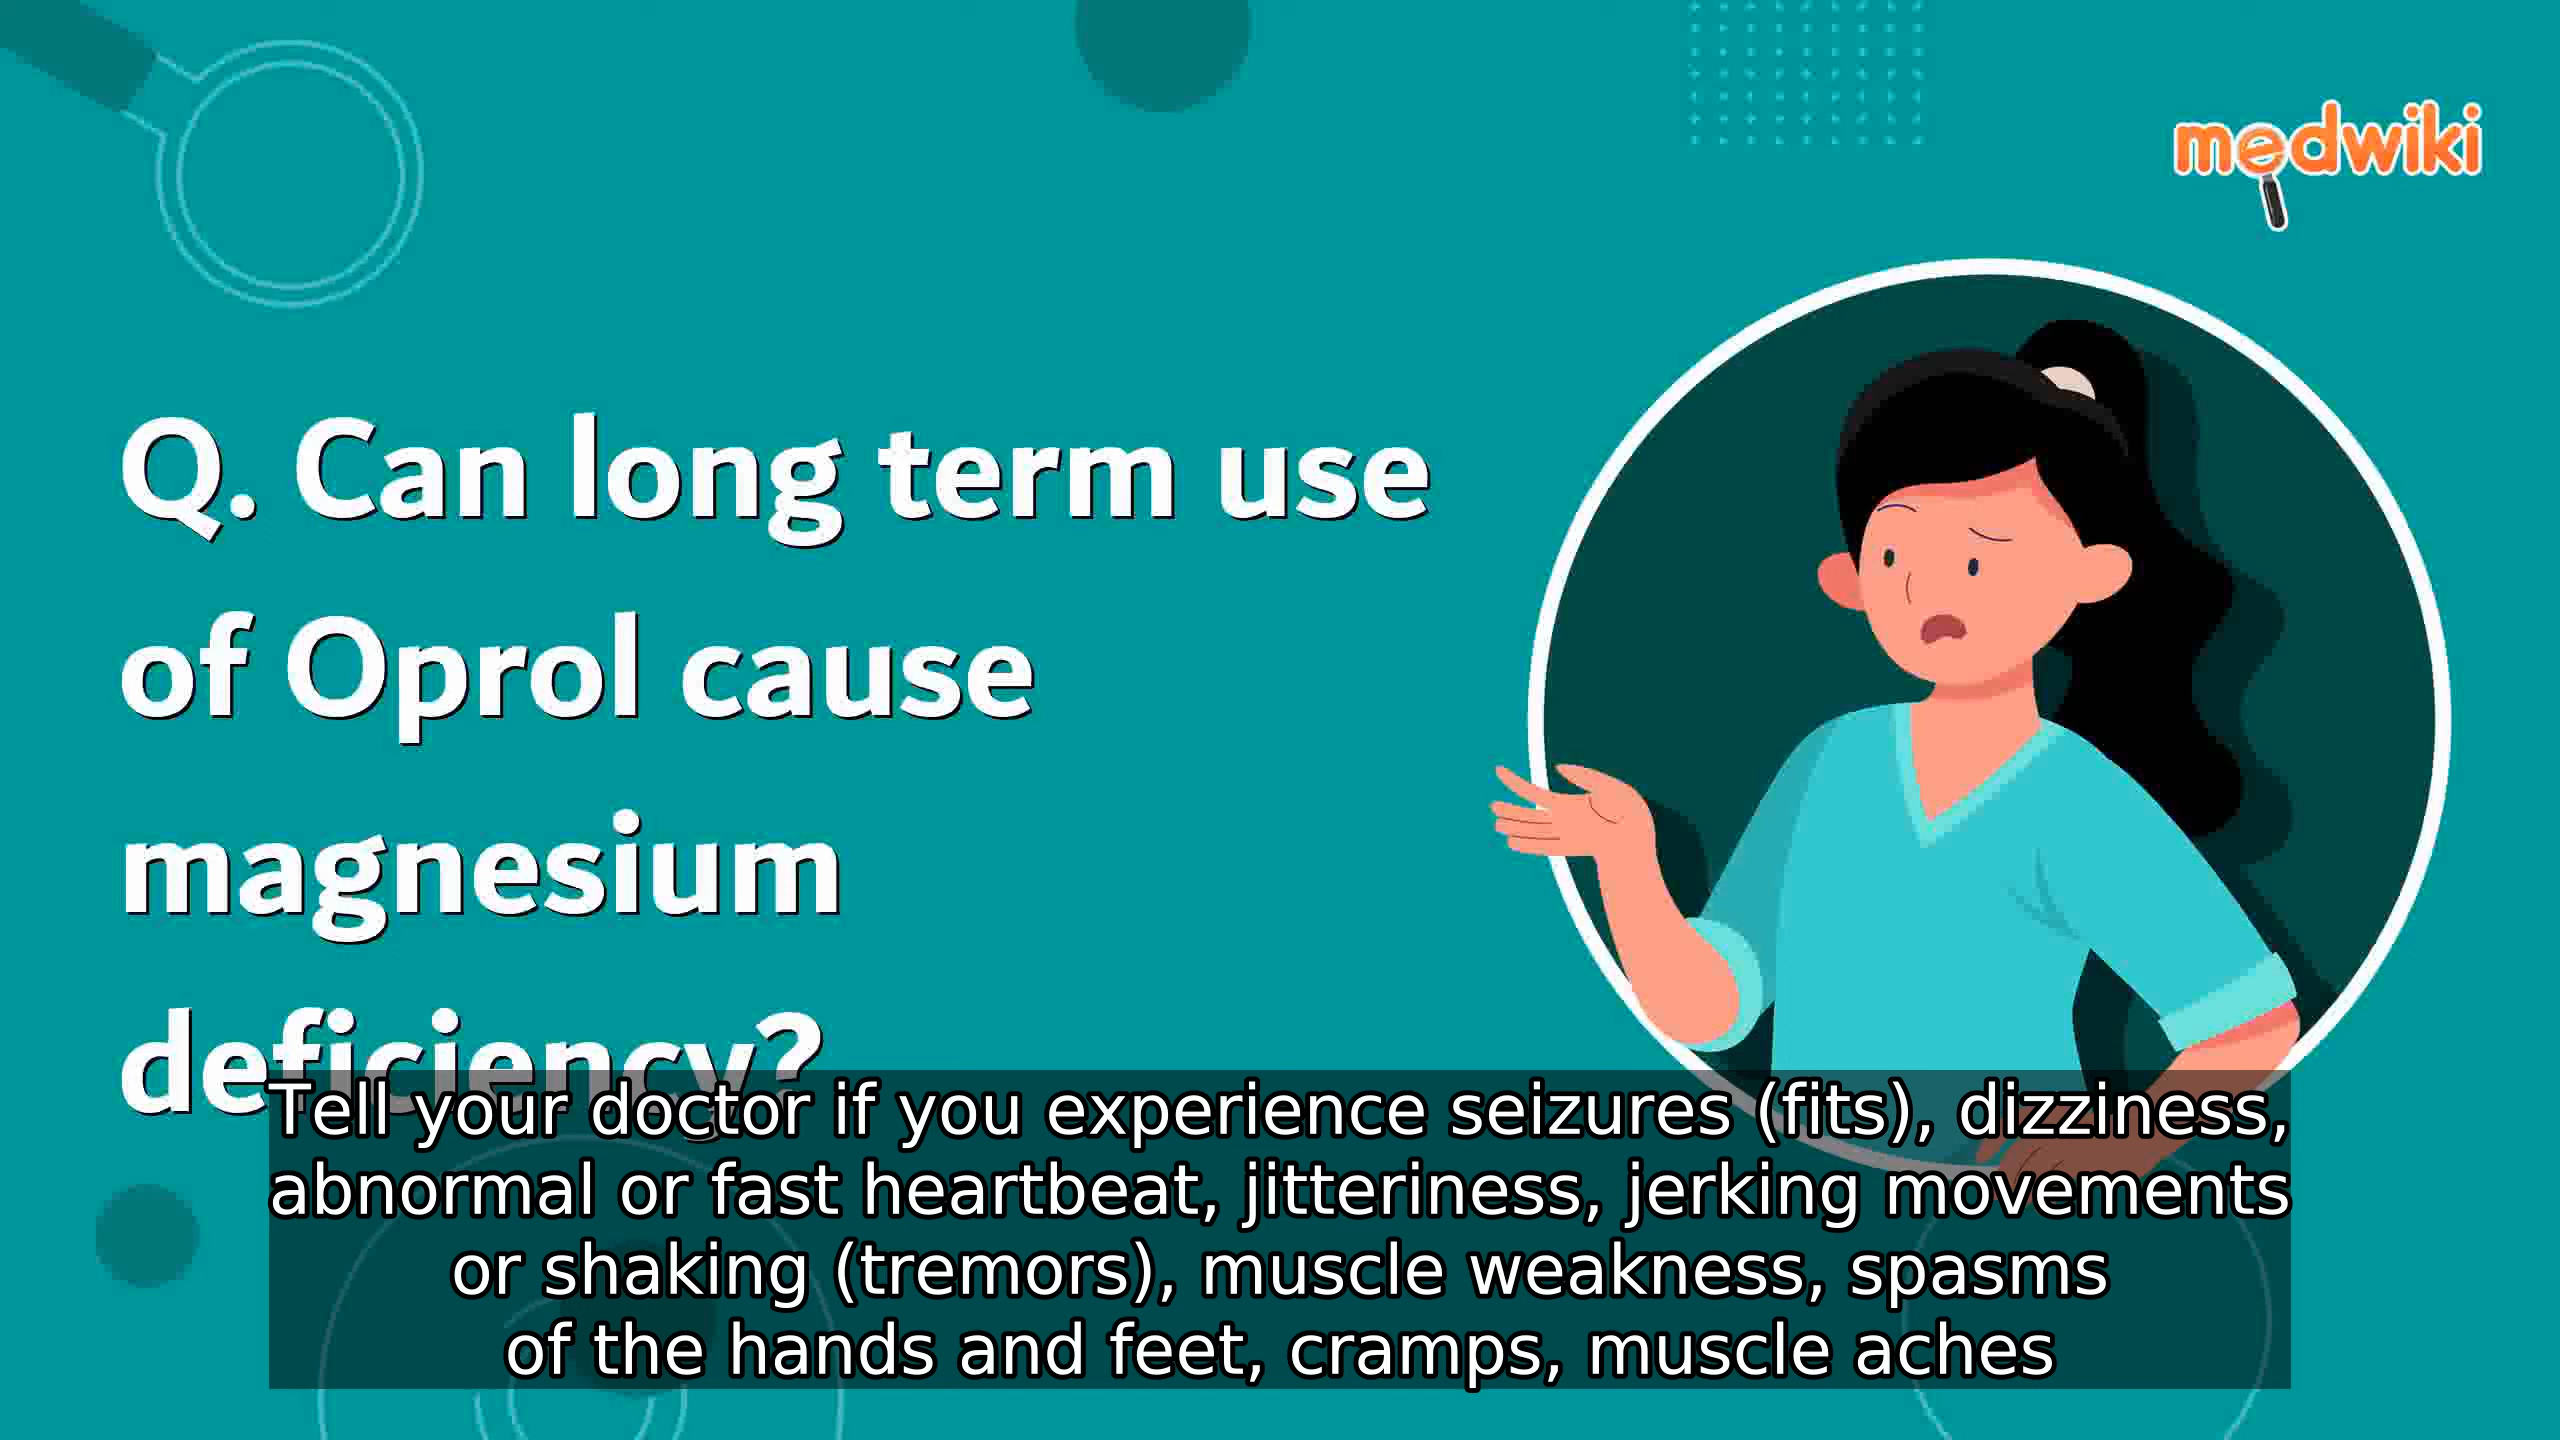 medwiki
Q. Can long term use
of Oprol cause
magnesium
deficiency?
Tell your doctor if you experience seizures (fits), dizziness,
abnormal or fast heartbeat, jitteriness, jerking movements
or shaking (tremors), muscle weakness, spasms
of the hands and feet, cramps, muscle aches